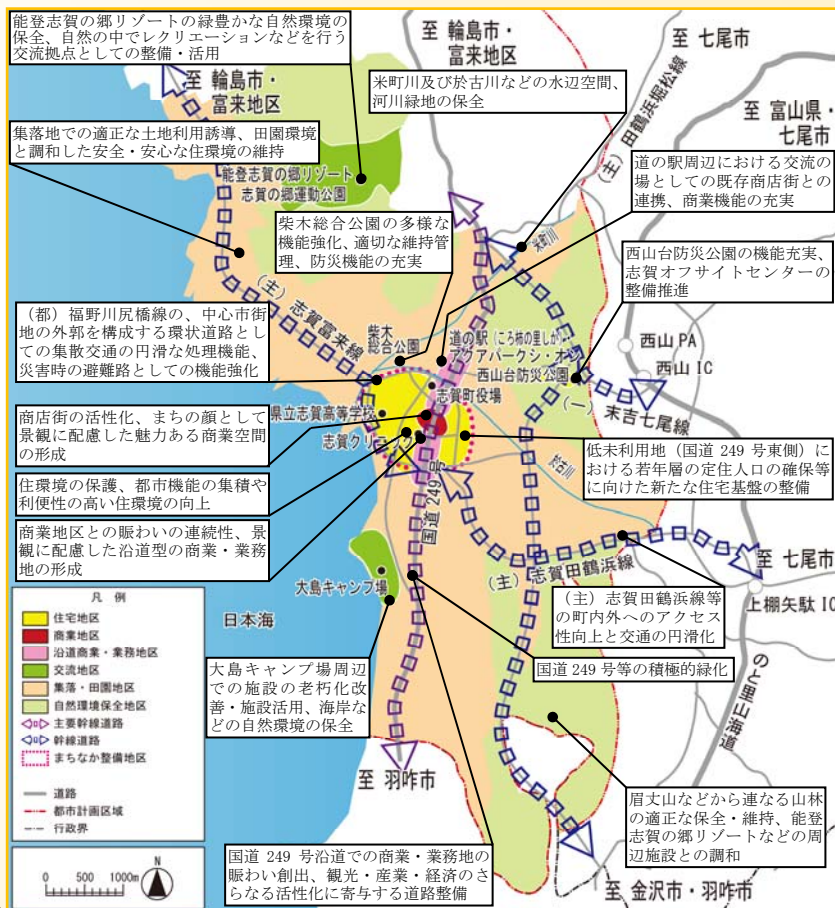 能登志賀の郷リゾートの緑豊かな自然環境の
保全、自然の中でレクリエーションなどを行う
交流拠点としての整備・活用
至 輪島市・
富来地区
至 輪島市・
富来地区
至 七尾市
(主)田鶴浜堀松線
至 富山県・
七尾市
米町川及び於古川などの水辺空間、
河川緑地の保全
集落地での適正な土地利用誘導、田園環境
と調和した安全・安心な住環境の維持
能登志賀の郷リゾート
志賀の郷運動公園
道の駅周辺における交流の
場としての既存商店街との
連携、商業機能の充実
柴木総合公園の多様な
機能強化、適切な維持管
理、防災機能の充実
米町川
西山台防災公園の機能充実、
志賀オフサイトセンターの
整備推進
(主)志賀富来線
(都)福野川尻橋線の、中心市街
地の外郭を構成する環状道路とし
ての集散交通の円滑な処理機能、
災害時の避難路としての機能強化
柴木
総合公園
道の駅(ころ柿の里しか)・
アクアパークシ・オン
西山台防災公園
西山 PA
西山 IC
志賀町役場
(一)末吉七尾線
県立志賀高等学校
志賀クリニック
商店街の活性化、まちの顔として
景観に配慮した魅力ある商業空間
の形成
低未利用地(国道 249 号東側)に
おける若年層の定住人口の確保等
に向けた新たな住宅基盤の整備
於古川
住環境の保護、都市機能の集積や
利便性の高い住環境の向上
国道 249 号
商業地区との賑わいの連続性、景
観に配慮した沿道型の商業・業務
地の形成
(主)志賀田鶴浜線
至 七尾市
上棚矢駄 IC
大島キャンプ場
(主)志賀田鶴浜線等
の町内外へのアクセス
性向上と交通の円滑化
凡 例
住宅地区
商業地区
沿道商業・業務地区
交流地区
集落・田園地区
自然環境保全地区
主要幹線道路
幹線道路
まちなか整備地区
道路
都市計画区域
行政界
日本海
大島キャンプ場周辺
での施設の老朽化改
善・施設活用、海岸な
どの自然環境の保全
国道 249 号等の積極的緑化
のと里山海道
至 羽咋市
眉丈山などから連なる山林
の適正な保全・維持、能登
志賀の郷リゾートなどの周
辺施設との調和
国道 249 号沿道での商業・業務地の
賑わい創出、観光・産業・経済のさ
らなる活性化に寄与する道路整備
0 500 1000m
N
至 金沢市・羽咋市